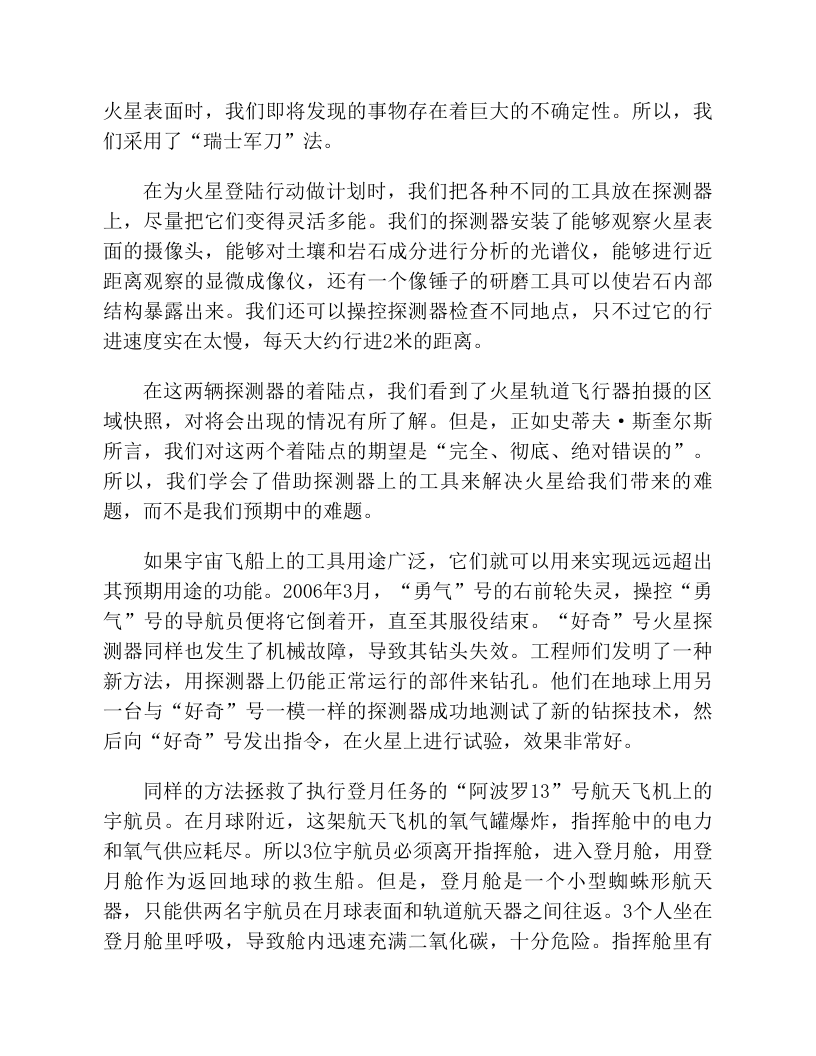 火星表面时，我们即将发现的事物存在着巨大的不确定性。所以，我
们采用了“瑞士军刀”法。
在为火星登陆行动做计划时，我们把各种不同的工具放在探测器
上，尽量把它们变得灵活多能。我们的探测器安装了能够观察火星表
面的摄像头，能够对土壤和岩石成分进行分析的光谱仪，能够进行近
距离观察的显微成像仪，还有一个像锤子的研磨工具可以使岩石内部
结构暴露出来。我们还可以操控探测器检查不同地点，只不过它的行
进速度实在太慢，每天大约行进2米的距离。
在这两辆探测器的着陆点，我们看到了火星轨道飞行器拍摄的区
域快照，对将会出现的情况有所了解。但是，正如史蒂夫·斯奎尔斯
所言，我们对这两个着陆点的期望是“完全、彻底、绝对错误的”。
所以，我们学会了借助探测器上的工具来解决火星给我们带来的难
题，而不是我们预期中的难题。
如果宇宙飞船上的工具用途广泛，它们就可以用来实现远远超出
其预期用途的功能。2006年3月，“勇气”号的右前轮失灵，操控“勇
气”号的导航员便将它倒着开，直至其服役结束。“好奇”号火星探
测器同样也发生了机械故障，导致其钻头失效。工程师们发明了一种
新方法，用探测器上仍能正常运行的部件来钻孔。他们在地球上用另
一台与“好奇”号一模一样的探测器成功地测试了新的钻探技术，然
后向“好奇”号发出指令，在火星上进行试验，效果非常好。
同样的方法拯救了执行登月任务的“阿波罗13”号航天飞机上的
宇航员。在月球附近，这架航天飞机的氧气罐爆炸，指挥舱中的电力
和氧气供应耗尽。所以3位宇航员必须离开指挥舱，进入登月舱，用登
月舱作为返回地球的救生船。但是，登月舱是一个小型蜘蛛形航天
器，只能供两名宇航员在月球表面和轨道航天器之间往返。3个人坐在
登月舱里呼吸，导致舱内迅速充满二氧化碳，十分危险。指挥舱里有